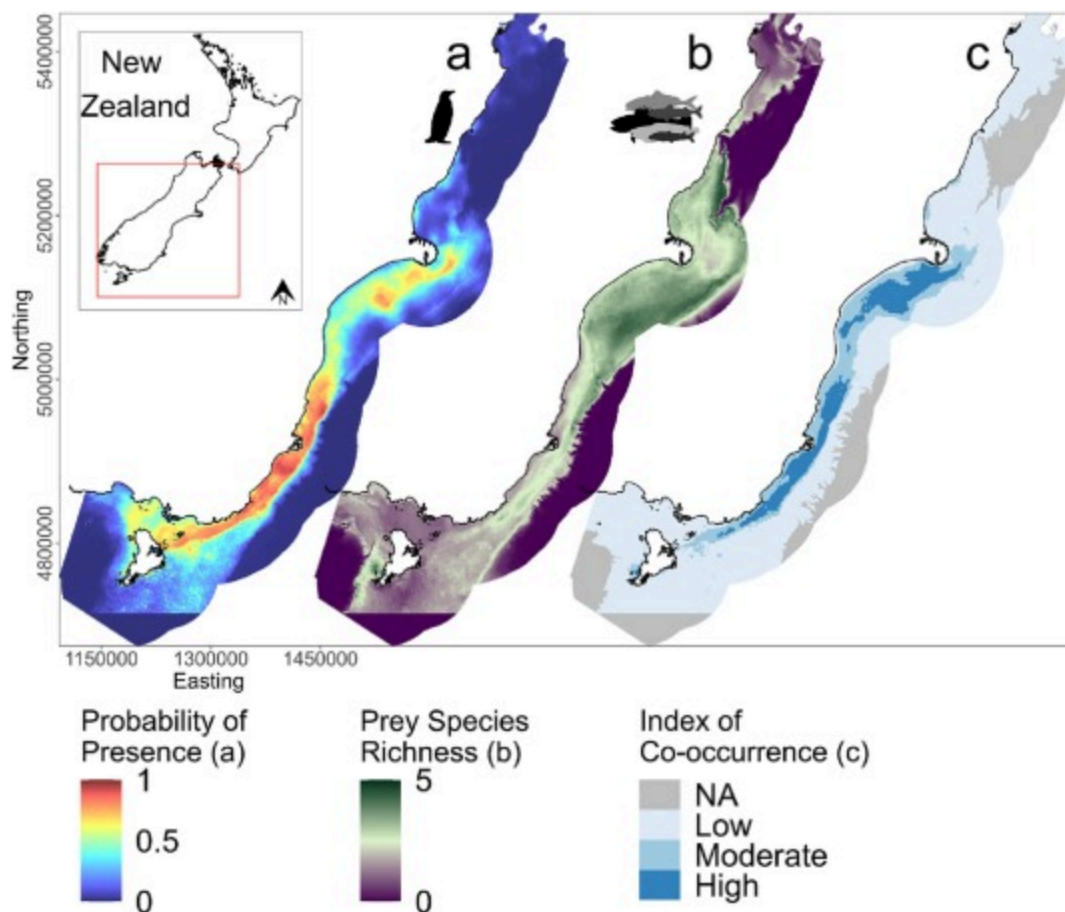 New
Zealand
N
a
b
c
Northing
5400000
5200000
5000000
4800000
1150000
1300000
1450000
Easting
Probability of
Presence (a)
1
0.5
0
Prey Species
Richness (b)
5
0
Index of
Co-occurrence (c)
NA
Low
Moderate
High